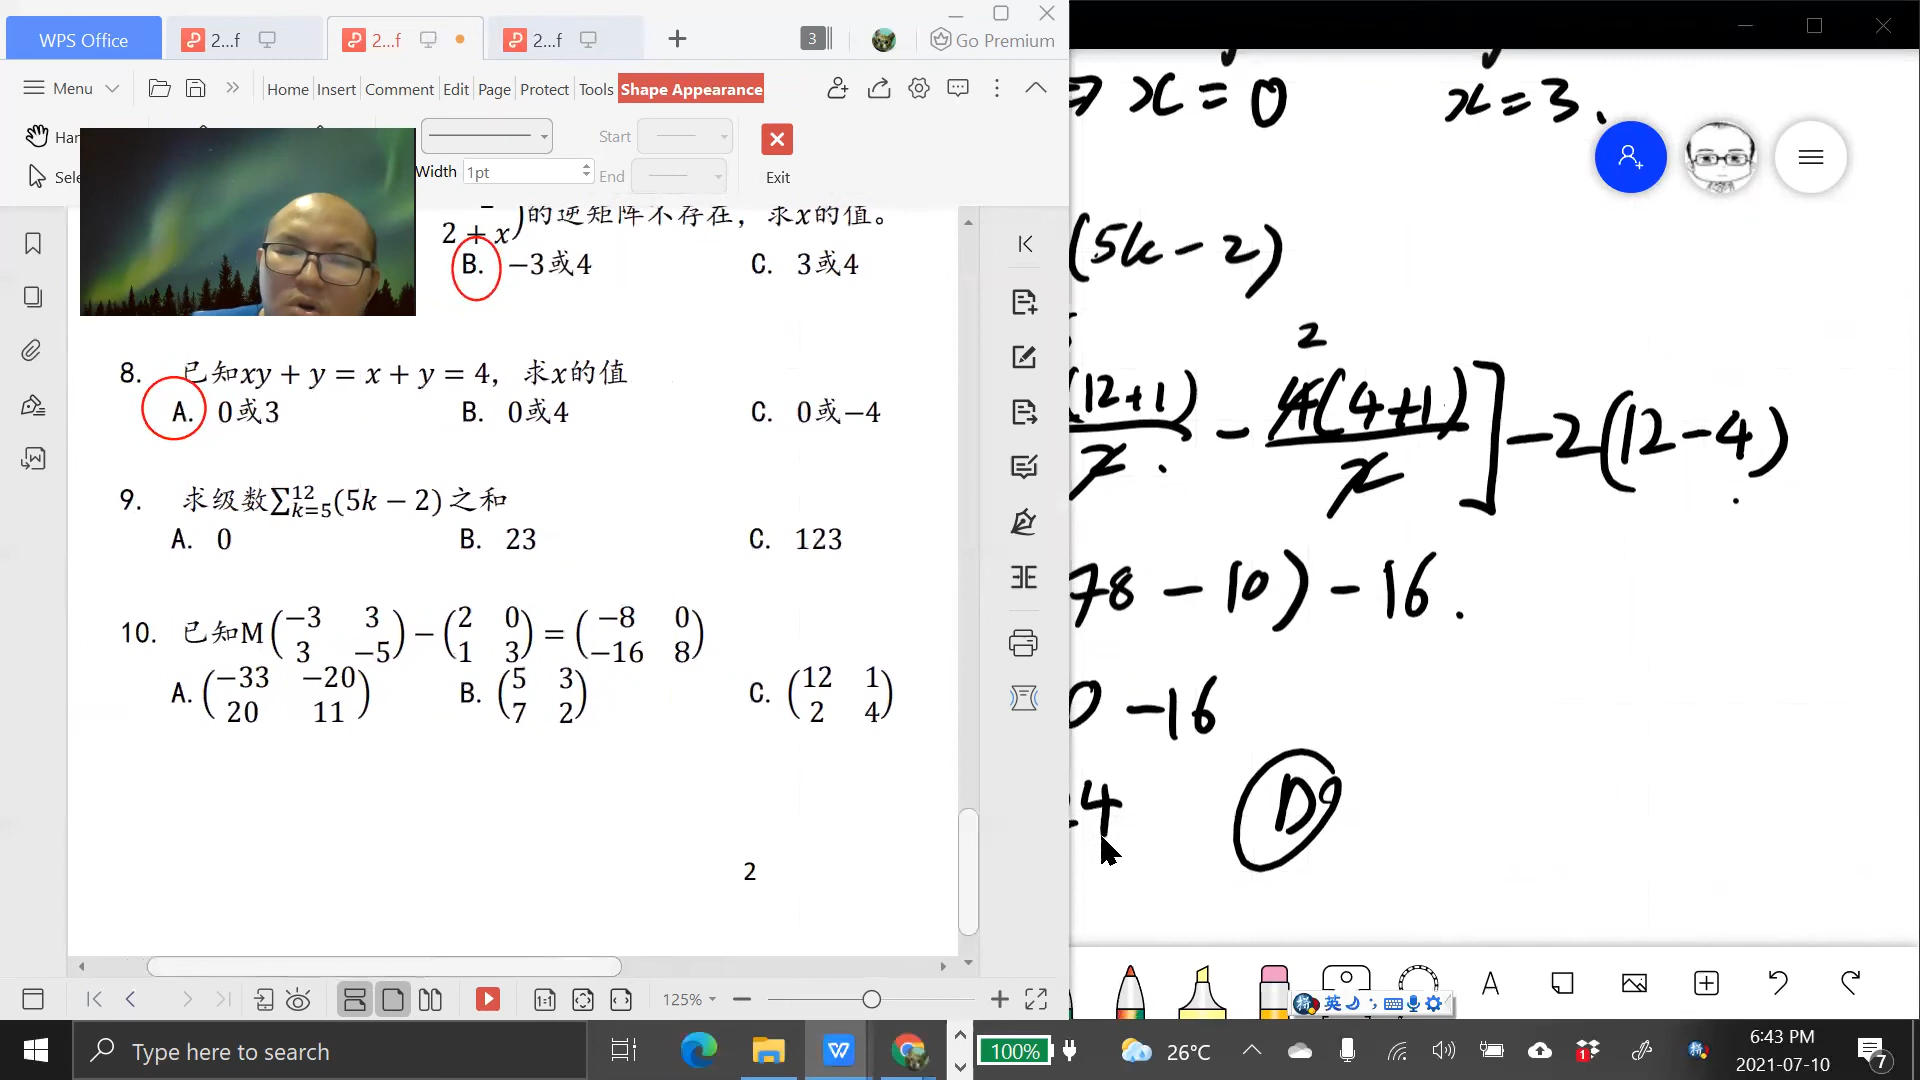 WPS Office
2...f
2...f
2...f
3
Go Premium
Menu
Home Insert Comment Edit Page Protect Tools Shape Appearance
Width 1pt
Start
End
Exit
2 + x
的逆矩阵不存在，求x的值。
B. −3或4 C. 3或4
8. 已知xy + y = x + y = 4, 求x的值
A. 0或3 B. 0或4 C. 0或−4
9. 求级数∑_{k=5}^{12}(5k − 2)之和
A. 0 B. 23 C. 123
10. 已知M(−3 3
3 −5)−(2 0
1 3)=(−8 0
−16 8)
A. (−33 −20
20 11) B. (5 3
7 2) C. (12 1
2 4)
2
125%
x = 0 x = 3.
(5k − 2)
(12+1) − 4(4+1)/2] −2(12−4)
2
78 − 10) − 16.
0 −16
4 D
A
英
Type here to search
100%
26°C
1
6:43 PM
2021-07-10
7